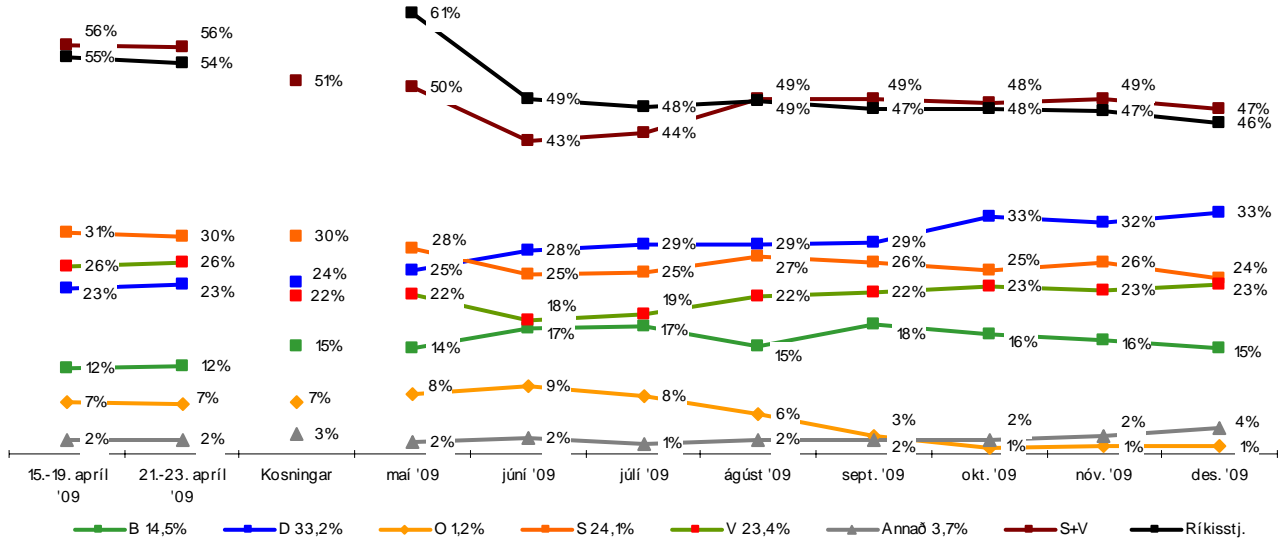 61%
56% 56%
55% 54% 51% 50% 49% 48% 49% 49% 48% 49% 47%
43% 44% 49% 47% 48% 47% 46%
31% 30% 30% 28% 28% 29% 29% 29% 33% 32% 33%
26% 26% 24% 25% 25% 25% 27% 26% 25% 26% 24%
23% 23% 22% 22% 18% 19% 22% 22% 23% 23% 23%
12% 12% 15% 14% 17% 17% 15% 18% 16% 16% 15%
7% 7% 7% 8% 9% 8% 6% 3% 2% 2% 4%
2% 2% 3% 2% 2% 1% 2% 2% 1% 1% 1%
15.-19. apríl '09 21.-23. apríl '09 Kosningar maí '09 júní '09 júlí '09 ágúst '09 sept. '09 okt. '09 nóv. '09 des. '09
B 14,5% D 33,2% O 1,2% S 24,1% V 23,4% Annað 3,7% S+V Ríkisstj.